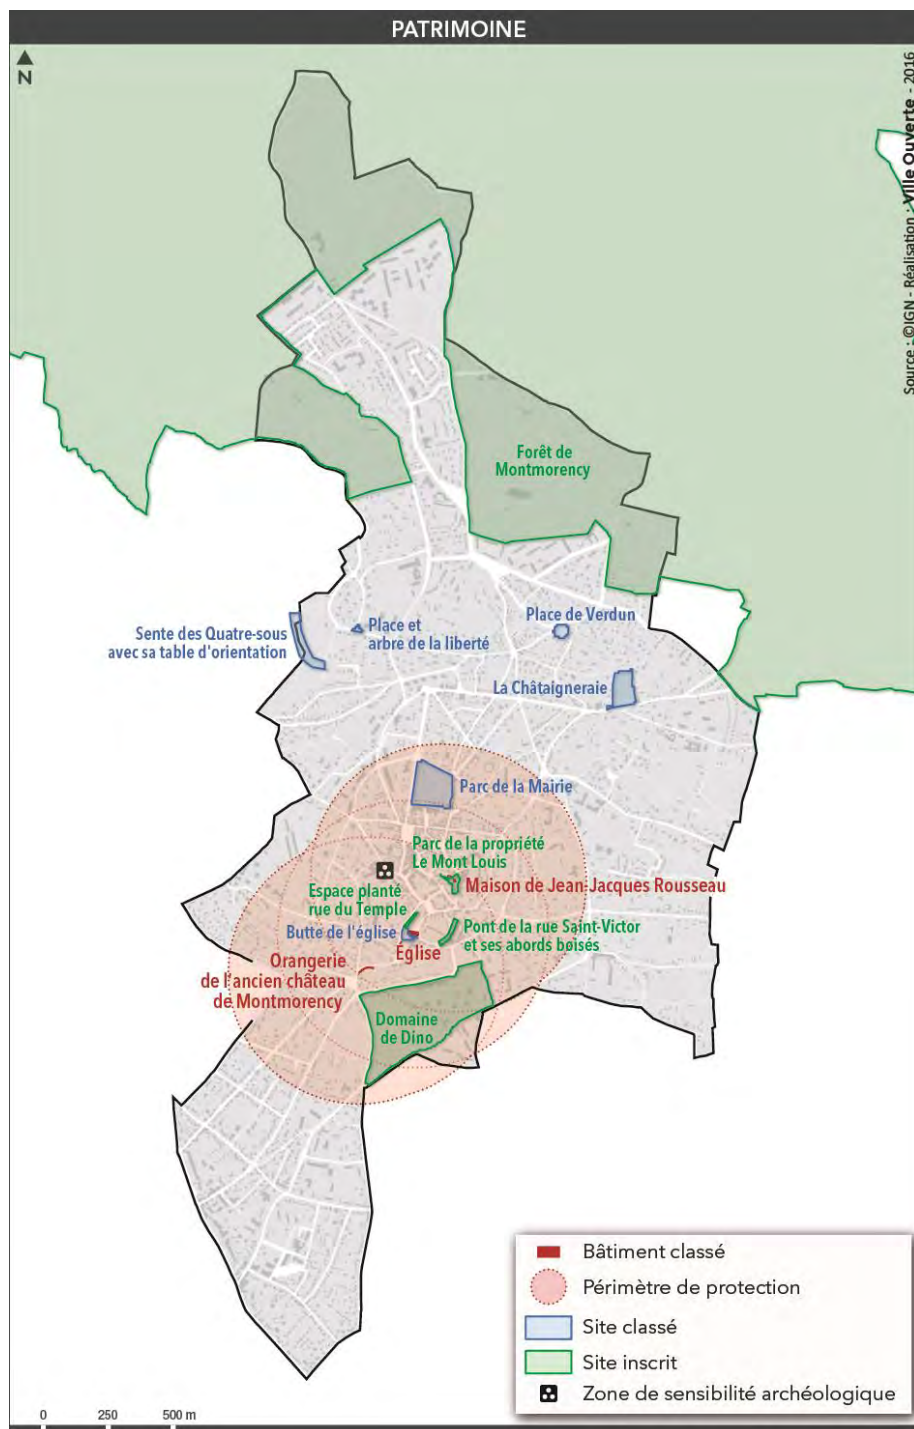 PATRIMOINE
N
Source : ©IGN - Réalisation : Ville Ouverte - 2016
Forêt de
Montmorency
Place de Verdun
Place et
arbre de la liberté
Sente des Quatre-sous
avec sa table d'orientation
La Châtaigneraie
Parc de la Mairie
Parc de la propriété
Le Mont Louis
Maison de Jean-Jacques Rousseau
Espace planté
rue du Temple
Butte de l'église
Pont de la rue Saint-Victor
et ses abords boisés
Église
Orangerie
de l'ancien château
de Montmorency
Domaine
de Dino
Bâtiment classé
Périmètre de protection
Site classé
Site inscrit
Zone de sensibilité archéologique
0 250 500 m